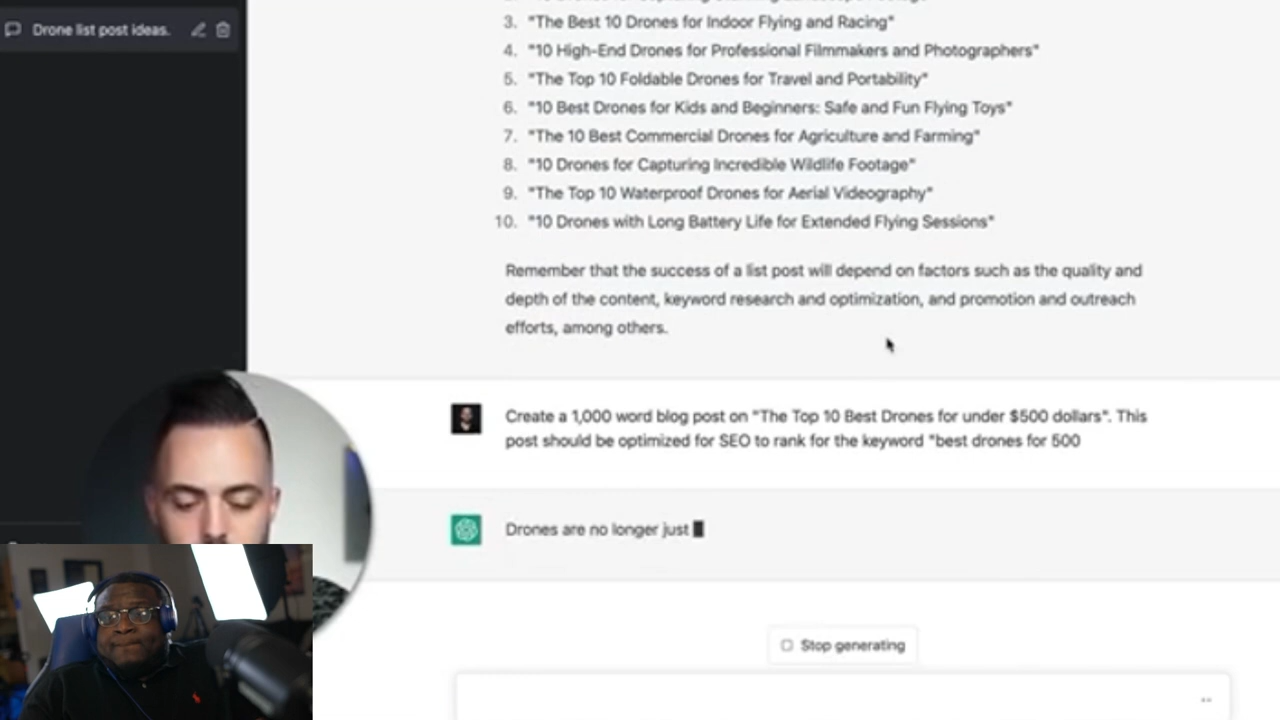 Drone list post ideas.
3. "The Best 10 Drones for Indoor Flying and Racing"
4. "10 High-End Drones for Professional Filmmakers and Photographers"
5. "The Top 10 Foldable Drones for Travel and Portability"
6. "10 Best Drones for Kids and Beginners: Safe and Fun Flying Toys"
7. "The 10 Best Commercial Drones for Agriculture and Farming"
8. "10 Drones for Capturing Incredible Wildlife Footage"
9. "The Top 10 Waterproof Drones for Aerial Videography"
10. "10 Drones with Long Battery Life for Extended Flying Sessions"
Remember that the success of a list post will depend on factors such as the quality and
depth of the content, keyword research and optimization, and promotion and outreach
efforts, among others.
Create a 1,000 word blog post on "The Top 10 Best Drones for under $500 dollars". This
post should be optimized for SEO to rank for the keyword "best drones for 500
Drones are no longer just
Stop generating